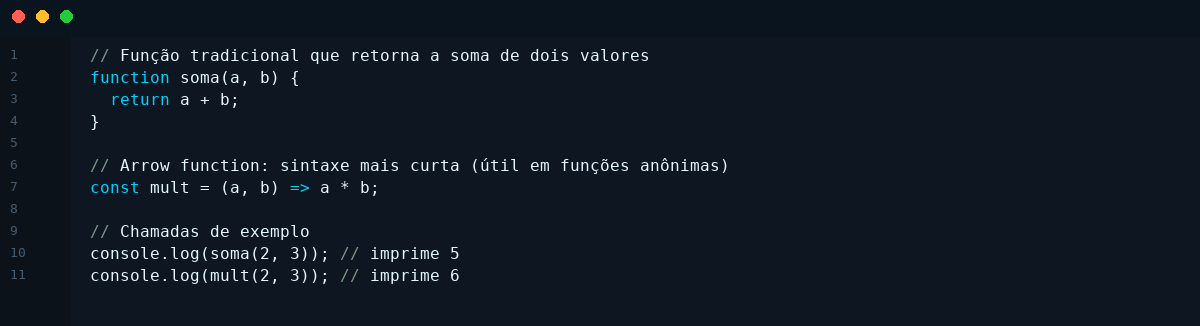 1 // Função tradicional que retorna a soma de dois valores
2 function soma(a, b) {
3   return a + b;
4 }
5
6 // Arrow function: sintaxe mais curta (útil em funções anônimas)
7 const mult = (a, b) => a * b;
8
9 // Chamadas de exemplo
10 console.log(soma(2, 3)); // imprime 5
11 console.log(mult(2, 3)); // imprime 6